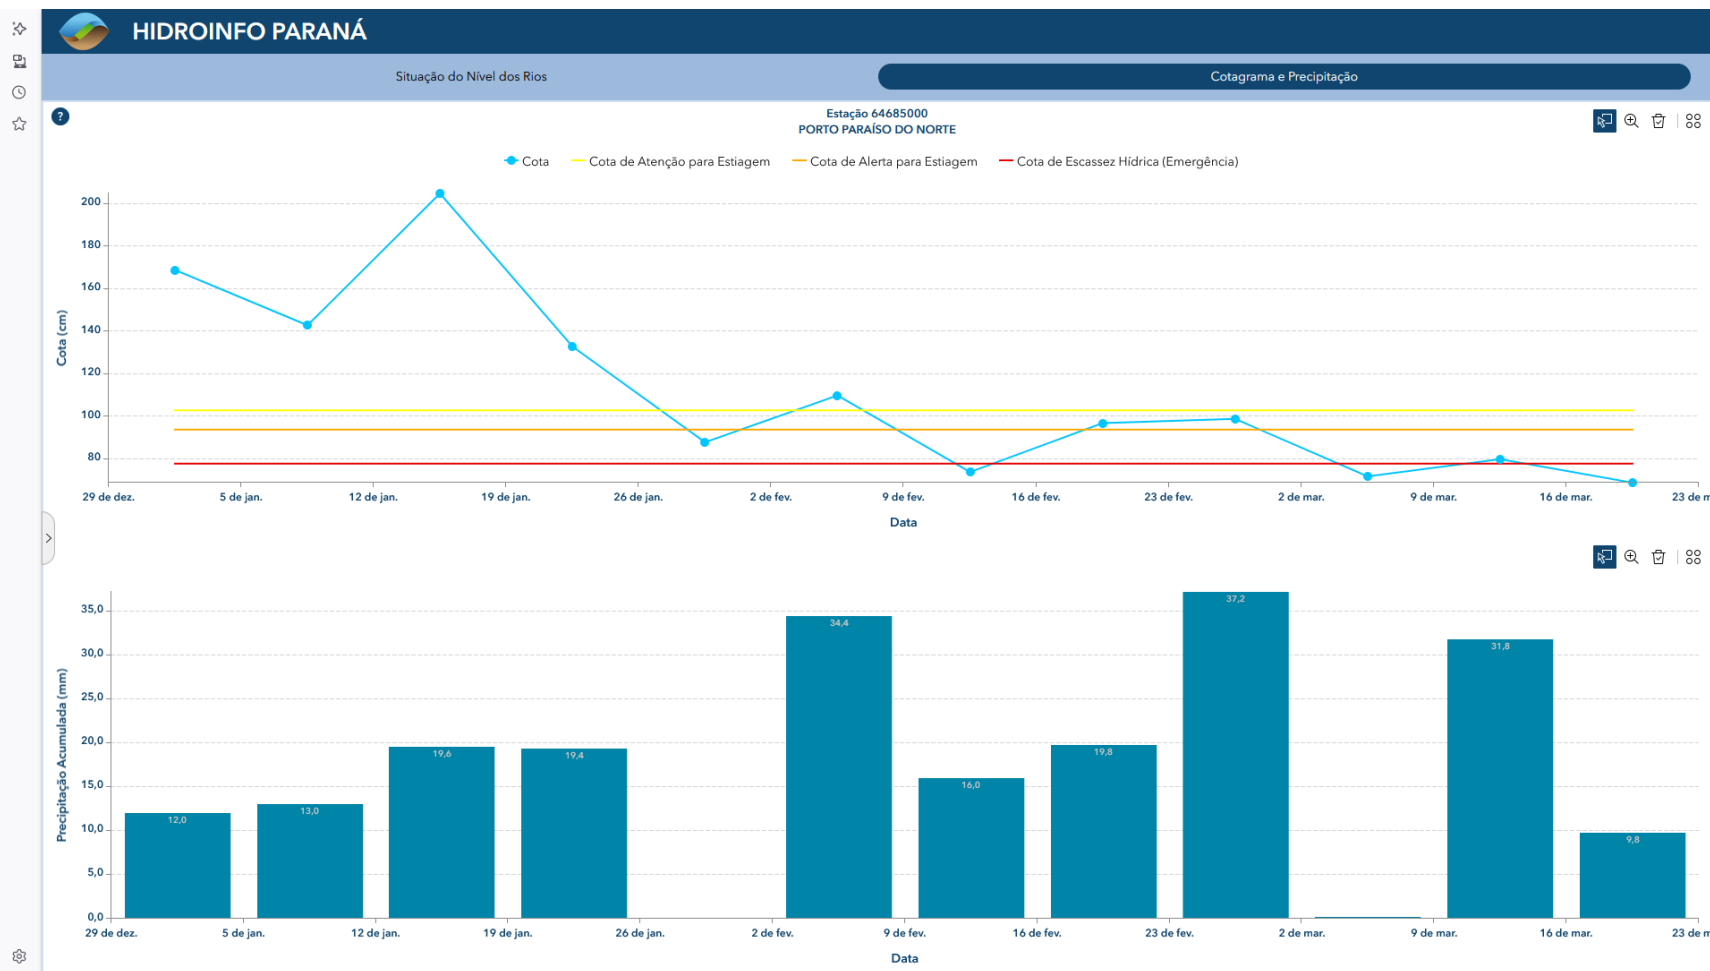 HIDROINFO PARANÁ
Situação do Nível dos Rios
Cotagrama e Precipitação
?
Estação 64685000
PORTO PARAÍSO DO NORTE
Cota
Cota de Atenção para Estiagem
Cota de Alerta para Estiagem
Cota de Escassez Hídrica (Emergência)
Cota (cm)
200
180
160
140
120
100
80
29 de dez.
5 de jan.
12 de jan.
19 de jan.
26 de jan.
2 de fev.
9 de fev.
16 de fev.
23 de fev.
2 de mar.
9 de mar.
16 de mar.
23 de m
Data
Precipitação Acumulada (mm)
35,0
30,0
25,0
20,0
15,0
10,0
5,0
0,0
12,0
13,0
19,6
19,4
34,4
16,0
19,8
37,2
31,8
9,8
29 de dez.
5 de jan.
12 de jan.
19 de jan.
26 de jan.
2 de fev.
9 de fev.
16 de fev.
23 de fev.
2 de mar.
9 de mar.
16 de mar.
23 de m
Data